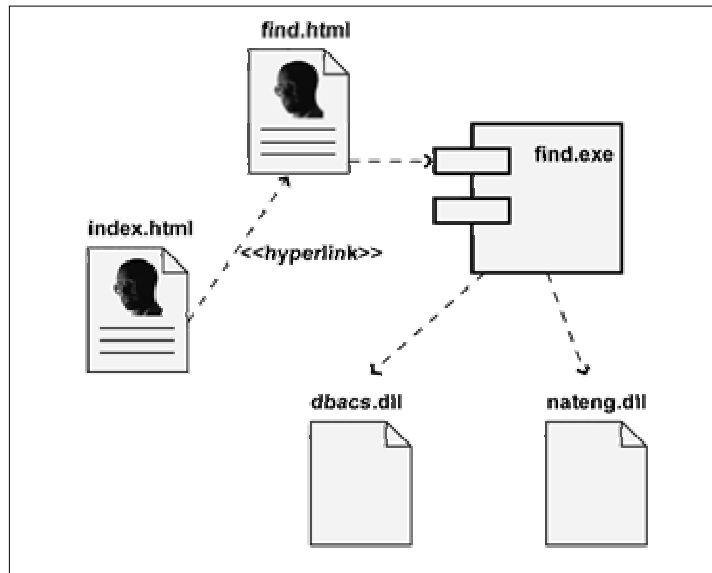 find.html
find.exe
index.html
<<hyperlink>>
dbacs.dll
nateng.dll